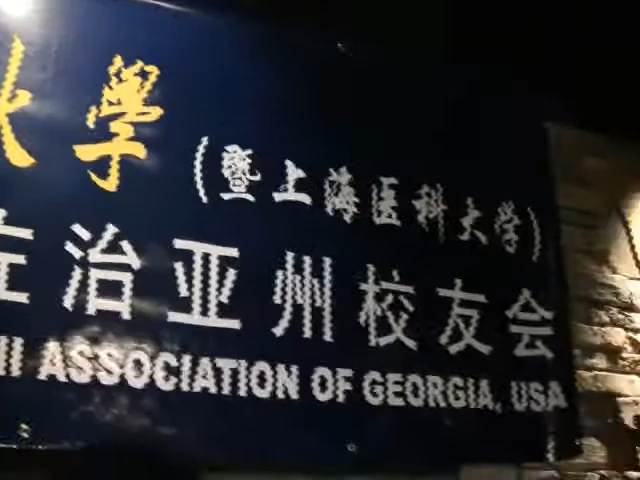 大學
(暨上海医科大学)
治亚州校友会
ASSOCIATION OF GEORGIA, USA